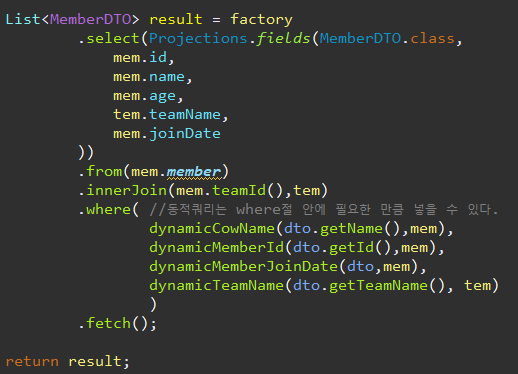 List<MemberDTO> result = factory
.select(Projections.fields(MemberDTO.class,
mem.id,
mem.name,
mem.age,
tem.teamName,
mem.joinDate
))
.from(mem.member)
.innerJoin(mem.teamId(),tem)
.where( //동적쿼리는 where절 안에 필요한 만큼 넣을 수 있다.
dynamicCowName(dto.getName(),mem),
dynamicMemberId(dto.getId(),mem),
dynamicMemberJoinDate(dto,mem),
dynamicTeamName(dto.getTeamName(), tem)
)
.fetch();
return result;